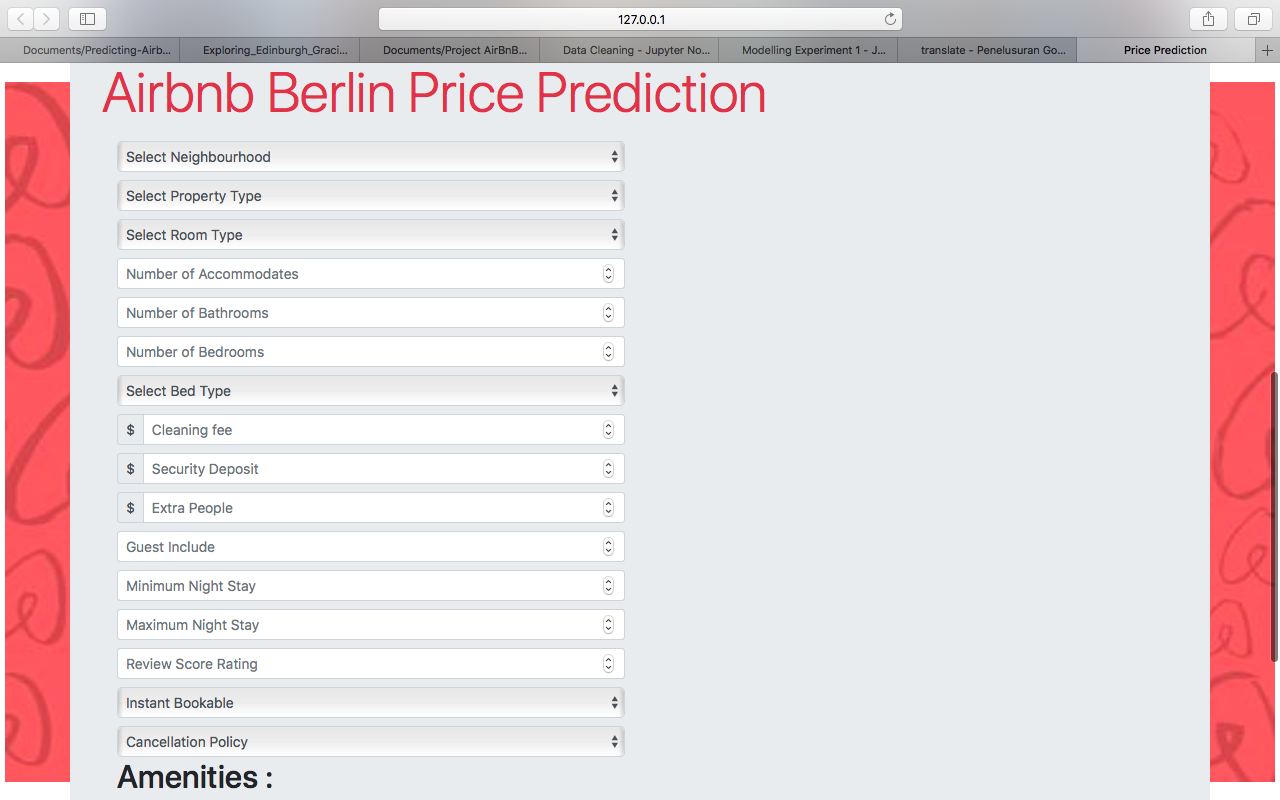 127.0.0.1
Documents/Predicting-Airb...
Exploring_Edinburgh_Graci...
Documents/Project AirBnB...
Data Cleaning - Jupyter No...
Modelling Experiment 1 - J...
translate - Penelusuran Go...
Price Prediction
Airbnb Berlin Price Prediction
Select Neighbourhood
Select Property Type
Select Room Type
Number of Accommodates
Number of Bathrooms
Number of Bedrooms
Select Bed Type
$ Cleaning fee
$ Security Deposit
$ Extra People
Guest Include
Minimum Night Stay
Maximum Night Stay
Review Score Rating
Instant Bookable
Cancellation Policy
Amenities :